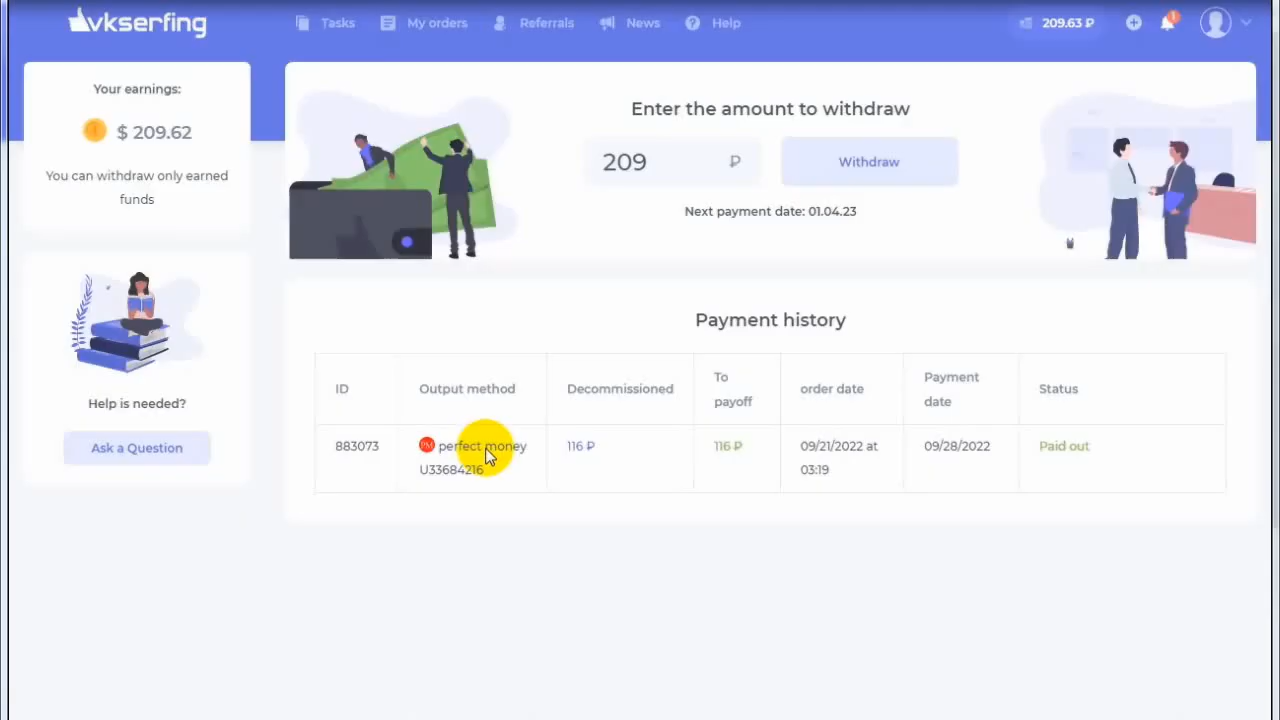 vkserfing
Tasks
My orders
Referrals
News
Help
209.63 ₽
1
Your earnings:
$ 209.62
You can withdraw only earned
funds
Enter the amount to withdraw
209 ₽
Withdraw
Next payment date: 01.04.23
Help is needed?
Ask a Question
Payment history
ID
Output method
Decommissioned
To
payoff
order date
Payment
date
Status
883073
PM perfect money
U33684216
116 ₽
116 ₽
09/21/2022 at
03:19
09/28/2022
Paid out